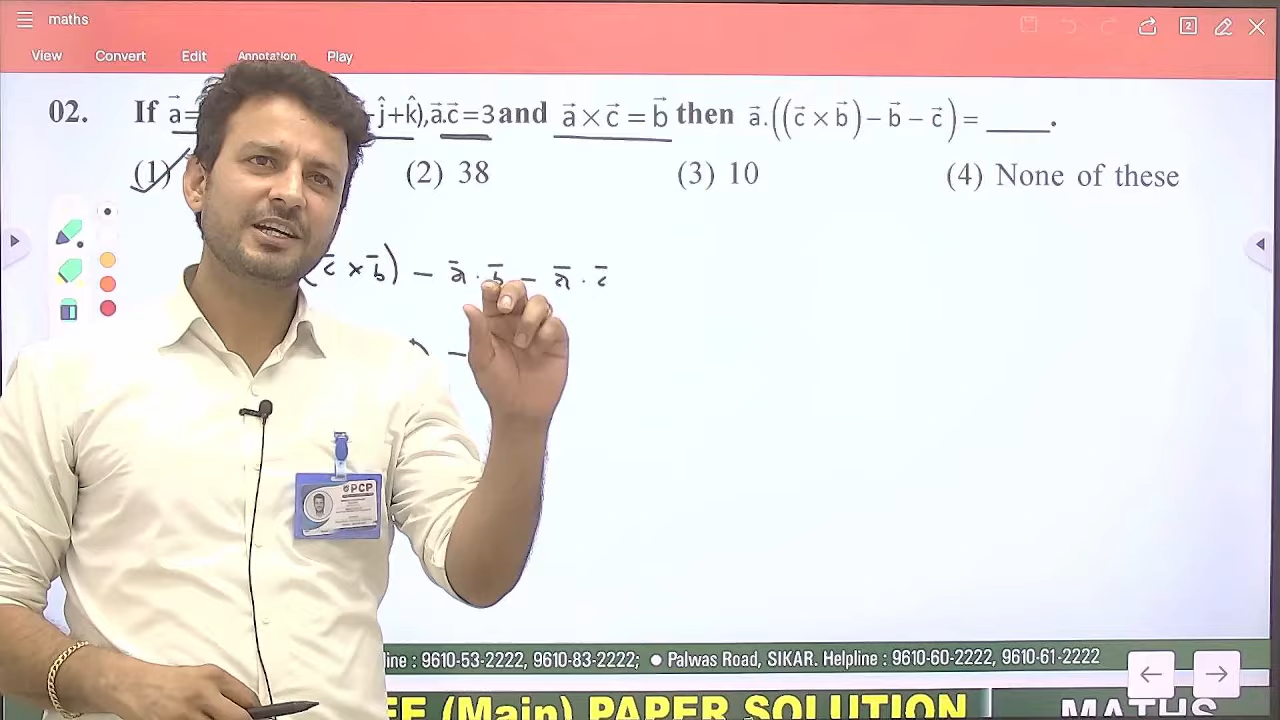 maths
View Convert Edit Annotation Play
02. If a⃗= ĵ+k̂),a⃗.c⃗=3 and a⃗×c⃗=b⃗ then a⃗.((c⃗×b⃗)−b⃗−c⃗)=____.
(1) (2) 38 (3) 10 (4) None of these
(c̄ × b̄) − ā · b̄ − ā · c̄
−
PCP
: 9610-53-2222, 9610-83-2222; ● Palwas Road, SIKAR. Helpline : 9610-60-2222, 9610-61-2222
(Main) PAPER SOLUTION MATHS